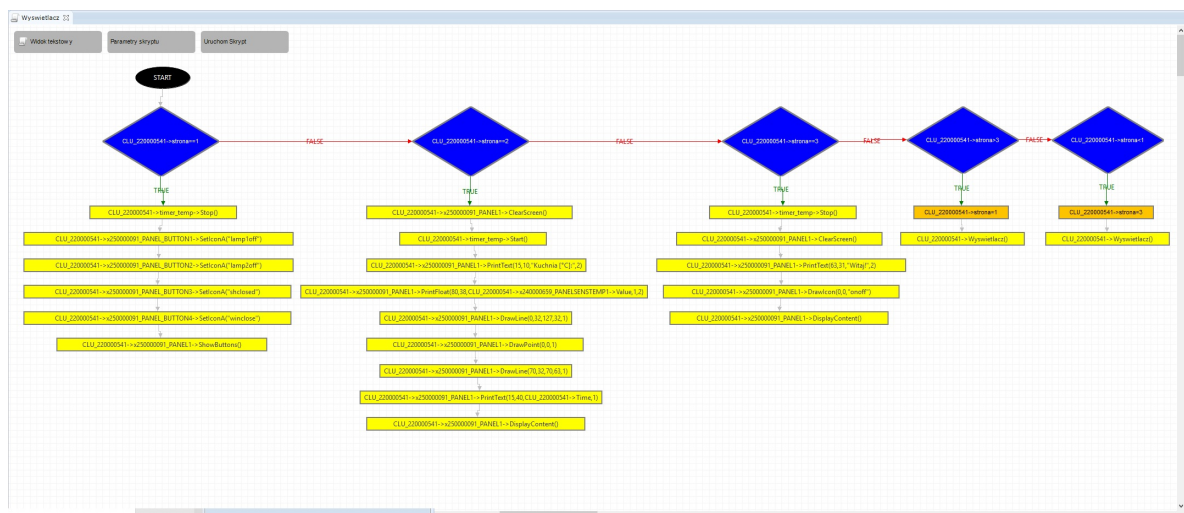 Wyswietlacz
Widok tekstowy
Parametry skryptu
Uruchom Skrypt
START
CLU_220000541->strona==1
FALSE
CLU_220000541->strona==2
FALSE
CLU_220000541->strona==3
FALSE
CLU_220000541->strona>3
FALSE
CLU_220000541->strona<1
TRUE
TRUE
TRUE
TRUE
TRUE
CLU_220000541->timer_temp->Stop()
CLU_220000541->x250000091_PANEL_BUTTON1->SetIconA("lamp1off")
CLU_220000541->x250000091_PANEL_BUTTON2->SetIconA("lamp2off")
CLU_220000541->x250000091_PANEL_BUTTON3->SetIconA("shclosed")
CLU_220000541->x250000091_PANEL_BUTTON4->SetIconA("winclose")
CLU_220000541->x250000091_PANEL1->ShowButtons()
CLU_220000541->x250000091_PANEL1->ClearScreen()
CLU_220000541->timer_temp->Start()
CLU_220000541->x250000091_PANEL1->PrintText(15,10,"Kuchnia [°C]:",2)
CLU_220000541->x250000091_PANEL1->PrintFloat(80,38,CLU_220000541->x240000659_PANELSENSTEMP1->Value,1,2)
CLU_220000541->x250000091_PANEL1->DrawLine(0,32,127,32,1)
CLU_220000541->x250000091_PANEL1->DrawPoint(0,0,1)
CLU_220000541->x250000091_PANEL1->DrawLine(70,32,70,63,1)
CLU_220000541->x250000091_PANEL1->PrintText(15,40,CLU_220000541->Time,1)
CLU_220000541->x250000091_PANEL1->DisplayContent()
CLU_220000541->timer_temp->Stop()
CLU_220000541->x250000091_PANEL1->ClearScreen()
CLU_220000541->x250000091_PANEL1->PrintText(63,31,"Witaj!",2)
CLU_220000541->x250000091_PANEL1->DrawIcon(0,0,"onoff")
CLU_220000541->x250000091_PANEL1->DisplayContent()
CLU_220000541->strona=1
CLU_220000541->Wyswietlacz()
CLU_220000541->strona=3
CLU_220000541->Wyswietlacz()